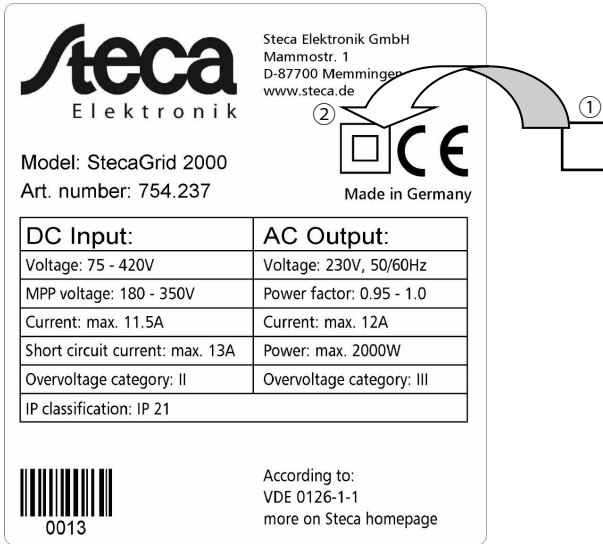 Steca
Elektronik
Steca Elektronik GmbH
Mammostr. 1
D-87700 Memmingen
www.steca.de
②
①
CE
Made in Germany
Model: StecaGrid 2000
Art. number: 754.237
DC Input:
AC Output:
Voltage: 75 - 420V
Voltage: 230V, 50/60Hz
MPP voltage: 180 - 350V
Power factor: 0.95 - 1.0
Current: max. 11.5A
Current: max. 12A
Short circuit current: max. 13A
Power: max. 2000W
Overvoltage category: II
Overvoltage category: III
IP classification: IP 21
0013
According to:
VDE 0126-1-1
more on Steca homepage